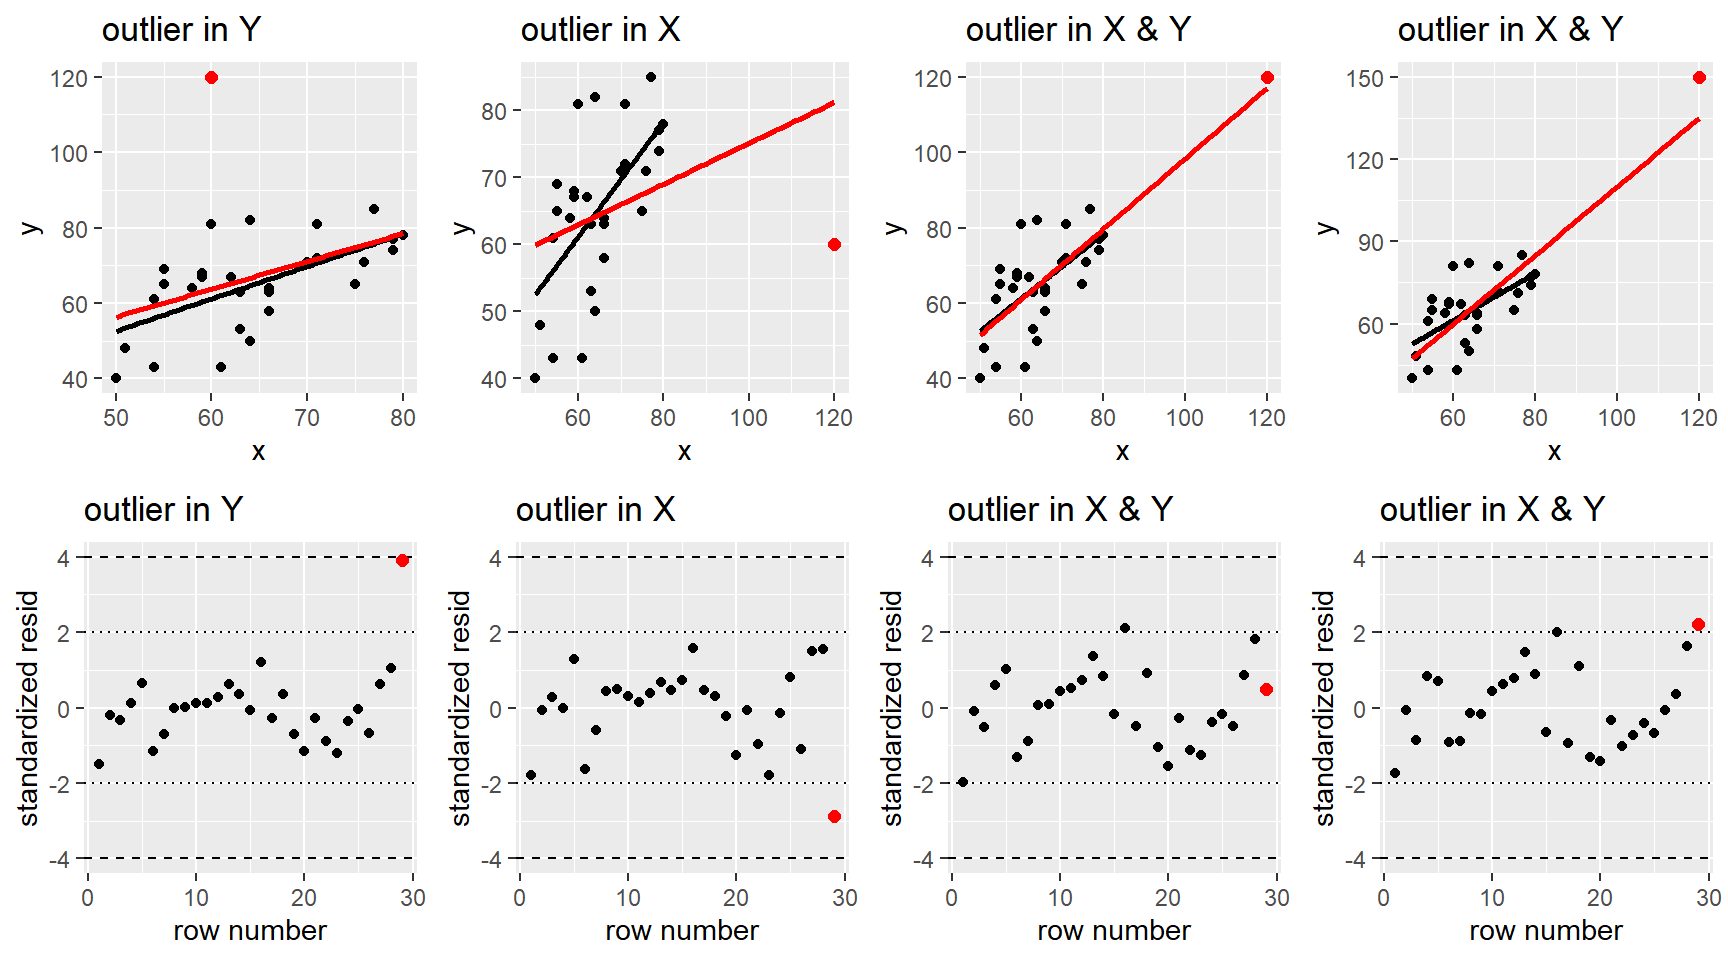 outlier in Y
120
100
80
60
40
y
50 60 70 80
x
outlier in X
80
70
60
50
40
y
60 80 100 120
x
outlier in X & Y
120
100
80
60
40
y
60 80 100 120
x
outlier in X & Y
150
120
90
60
y
60 80 100 120
x
outlier in Y
4
2
0
-2
-4
standardized resid
0 10 20 30
row number
outlier in X
4
2
0
-2
-4
standardized resid
0 10 20 30
row number
outlier in X & Y
4
2
0
-2
-4
standardized resid
0 10 20 30
row number
outlier in X & Y
4
2
0
-2
-4
standardized resid
0 10 20 30
row number